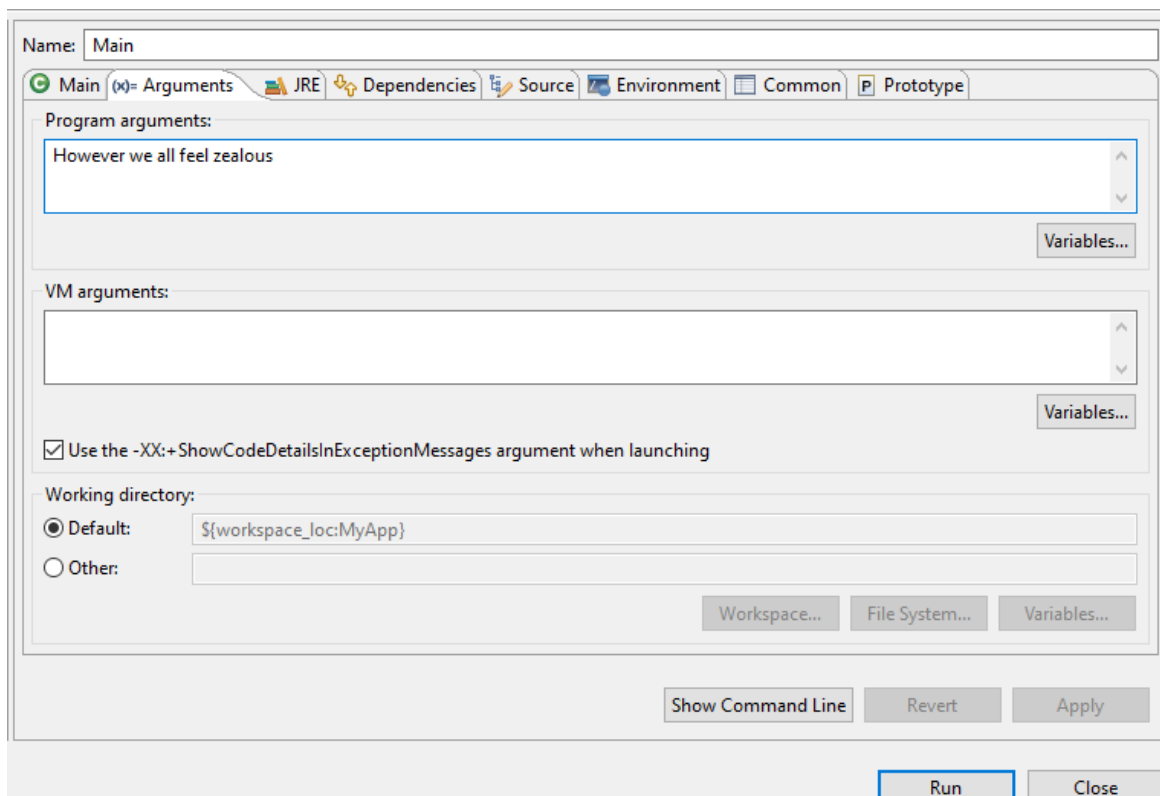 Name: Main
Main (x)= Arguments JRE Dependencies Source Environment Common P Prototype
Program arguments:
However we all feel zealous
Variables...
VM arguments:
Variables...
Use the -XX:+ShowCodeDetailsInExceptionMessages argument when launching
Working directory:
Default: ${workspace_loc:MyApp}
Other:
Workspace... File System... Variables...
Show Command Line Revert Apply
Run Close